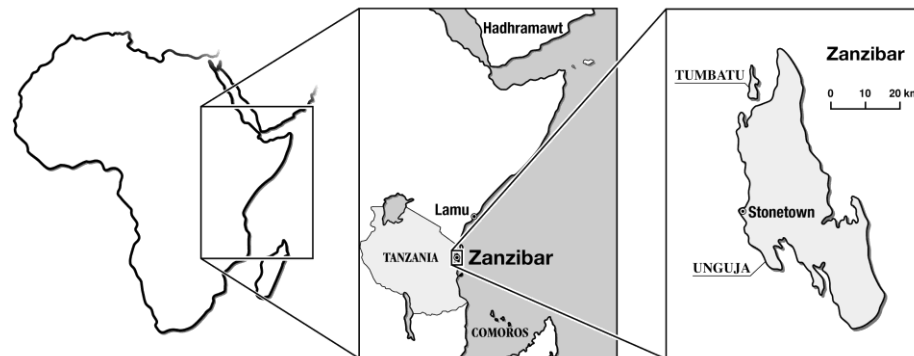 Hadhramawt
Lamu
TANZANIA
Zanzibar
COMOROS
Zanzibar
TUMBATU
0 10 20 km
Stonetown
UNGUJA